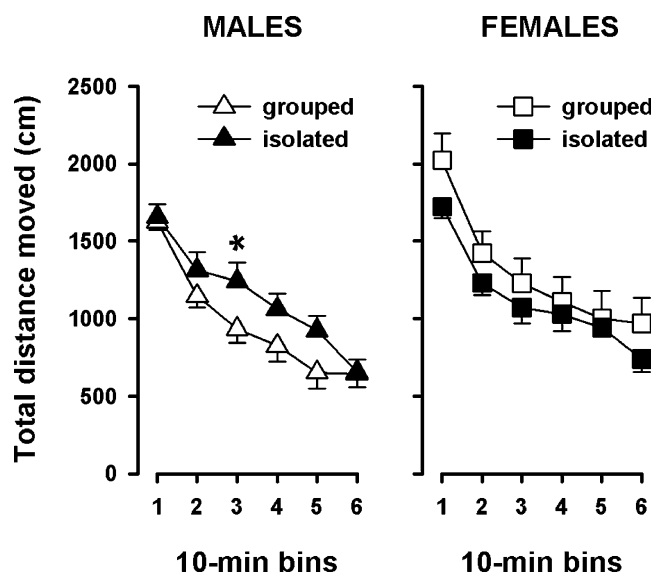 MALES
FEMALES
Total distance moved (cm)
2500
2000
1500
1000
500
0
grouped
isolated
*
1 2 3 4 5 6
10-min bins
grouped
isolated
1 2 3 4 5 6
10-min bins